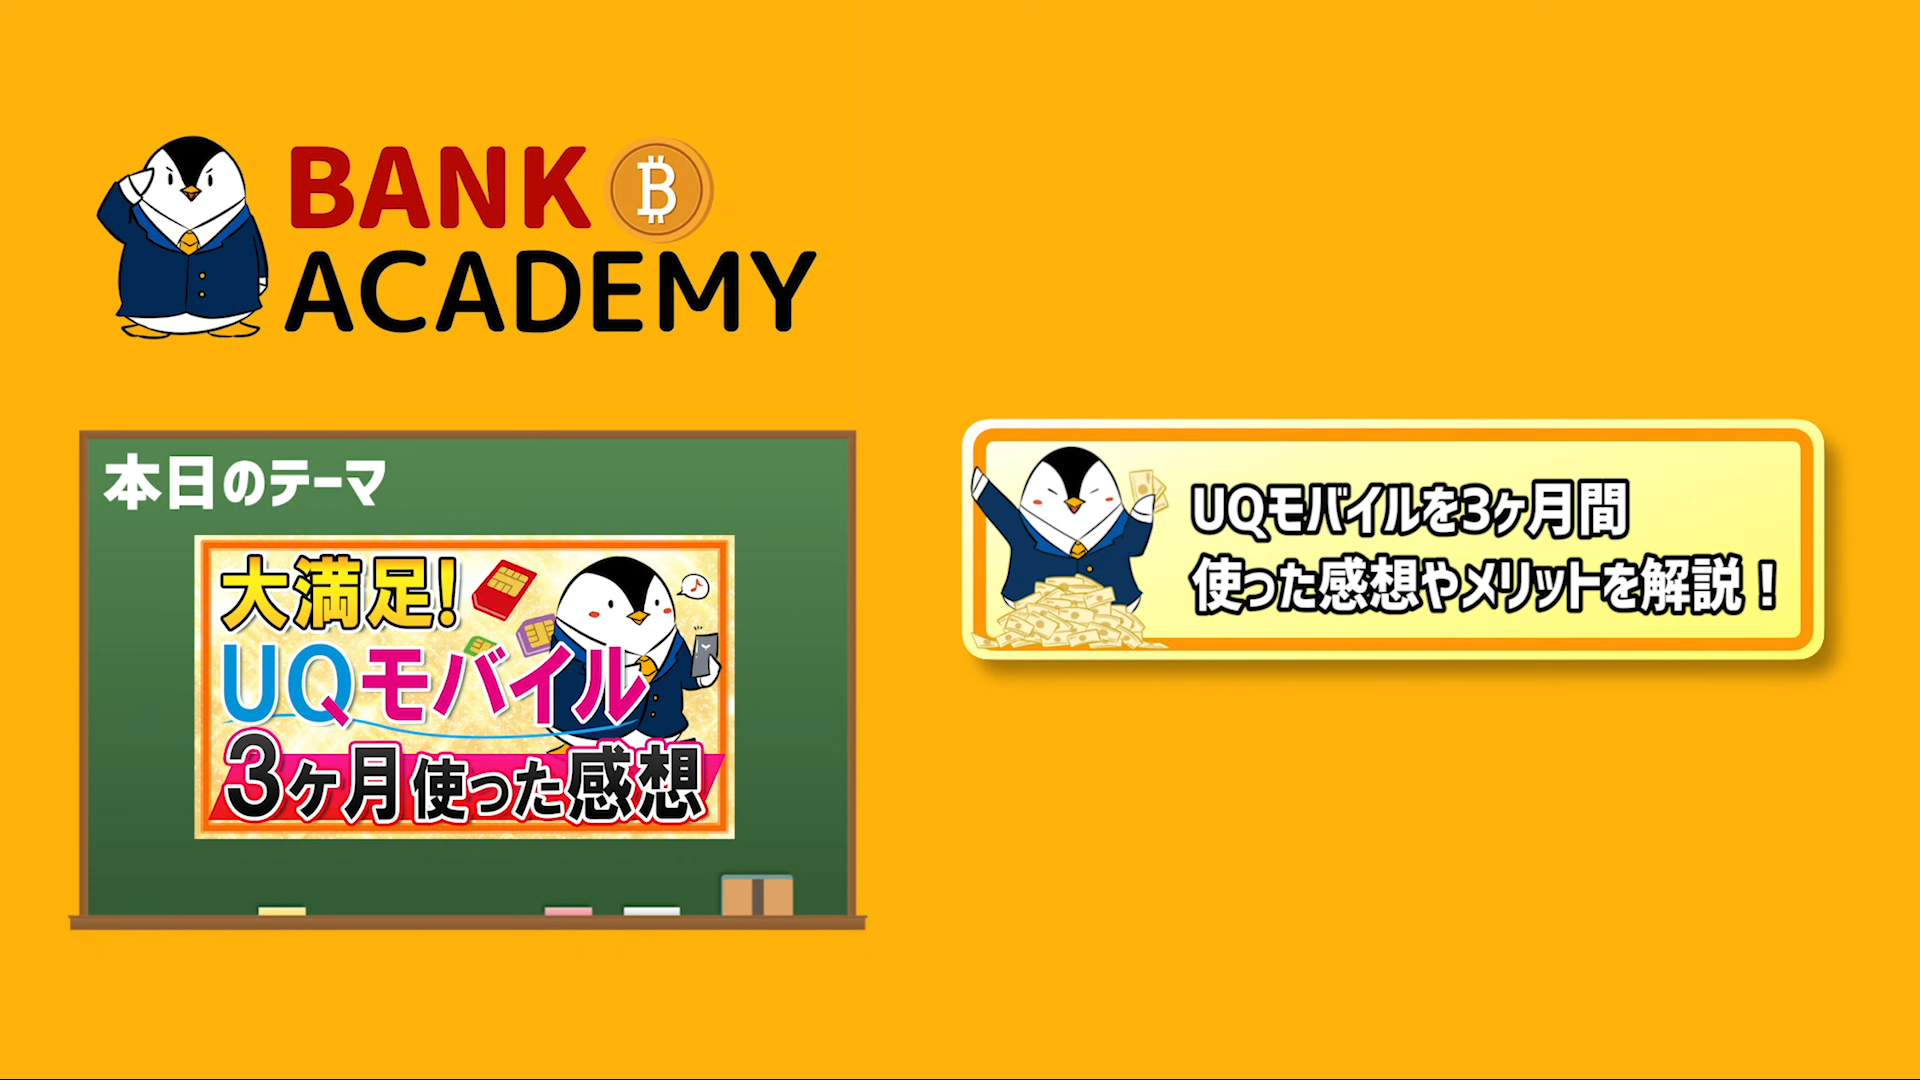 BANK
ACADEMY
本日のテーマ
大満足!
UQモバイル
3ヶ月使った感想
UQモバイルを3ヶ月間
使った感想やメリットを解説！